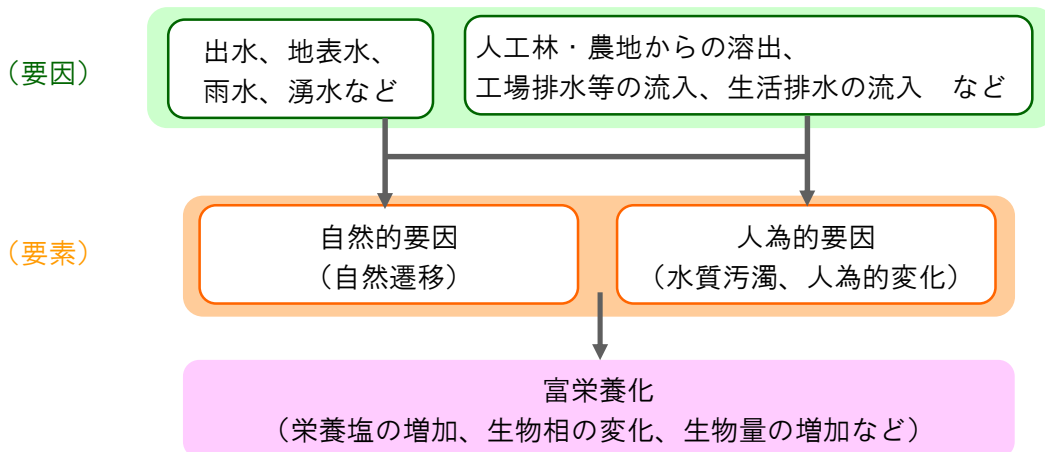 （要因）
出水、地表水、
雨水、湧水など
人工林・農地からの溶出、
工場排水等の流入、生活排水の流入　など
（要素）
自然的要因
（自然遷移）
人為的要因
（水質汚濁、人為的変化）
富栄養化
（栄養塩の増加、生物相の変化、生物量の増加など）